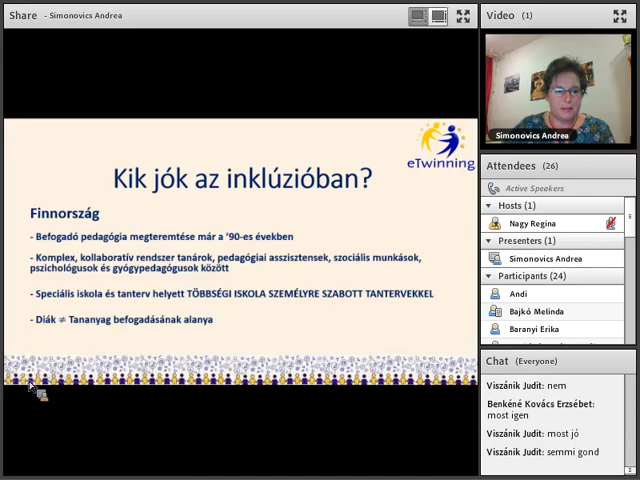 Share - Simonovics Andrea
eTwinning
Kik jók az inklúzióban?
Finnország
- Befogadó pedagógia megteremtése már a '90-es években
- Komplex, kollaboratív rendszer tanárok, pedagógiai asszisztensek, szociális munkások,
pszichológusok és gyógypedagógusok között
- Speciális iskola és tanterv helyett TÖBBSÉGI ISKOLA SZEMÉLYRE SZABOTT TANTERVEKKEL
- Diák ≠ Tananyag befogadásának alanya
Video (1)
Simonovics Andrea
Attendees (26)
Active Speakers
Hosts (1)
Nagy Regina
Presenters (1)
Simonovics Andrea
Participants (24)
Andi
Bajkó Melinda
Baranyi Erika
Chat (Everyone)
Viszánik Judit: nem
Benkéné Kovács Erzsébet:
most igen
Viszánik Judit: most jó
Viszánik Judit: semmi gond